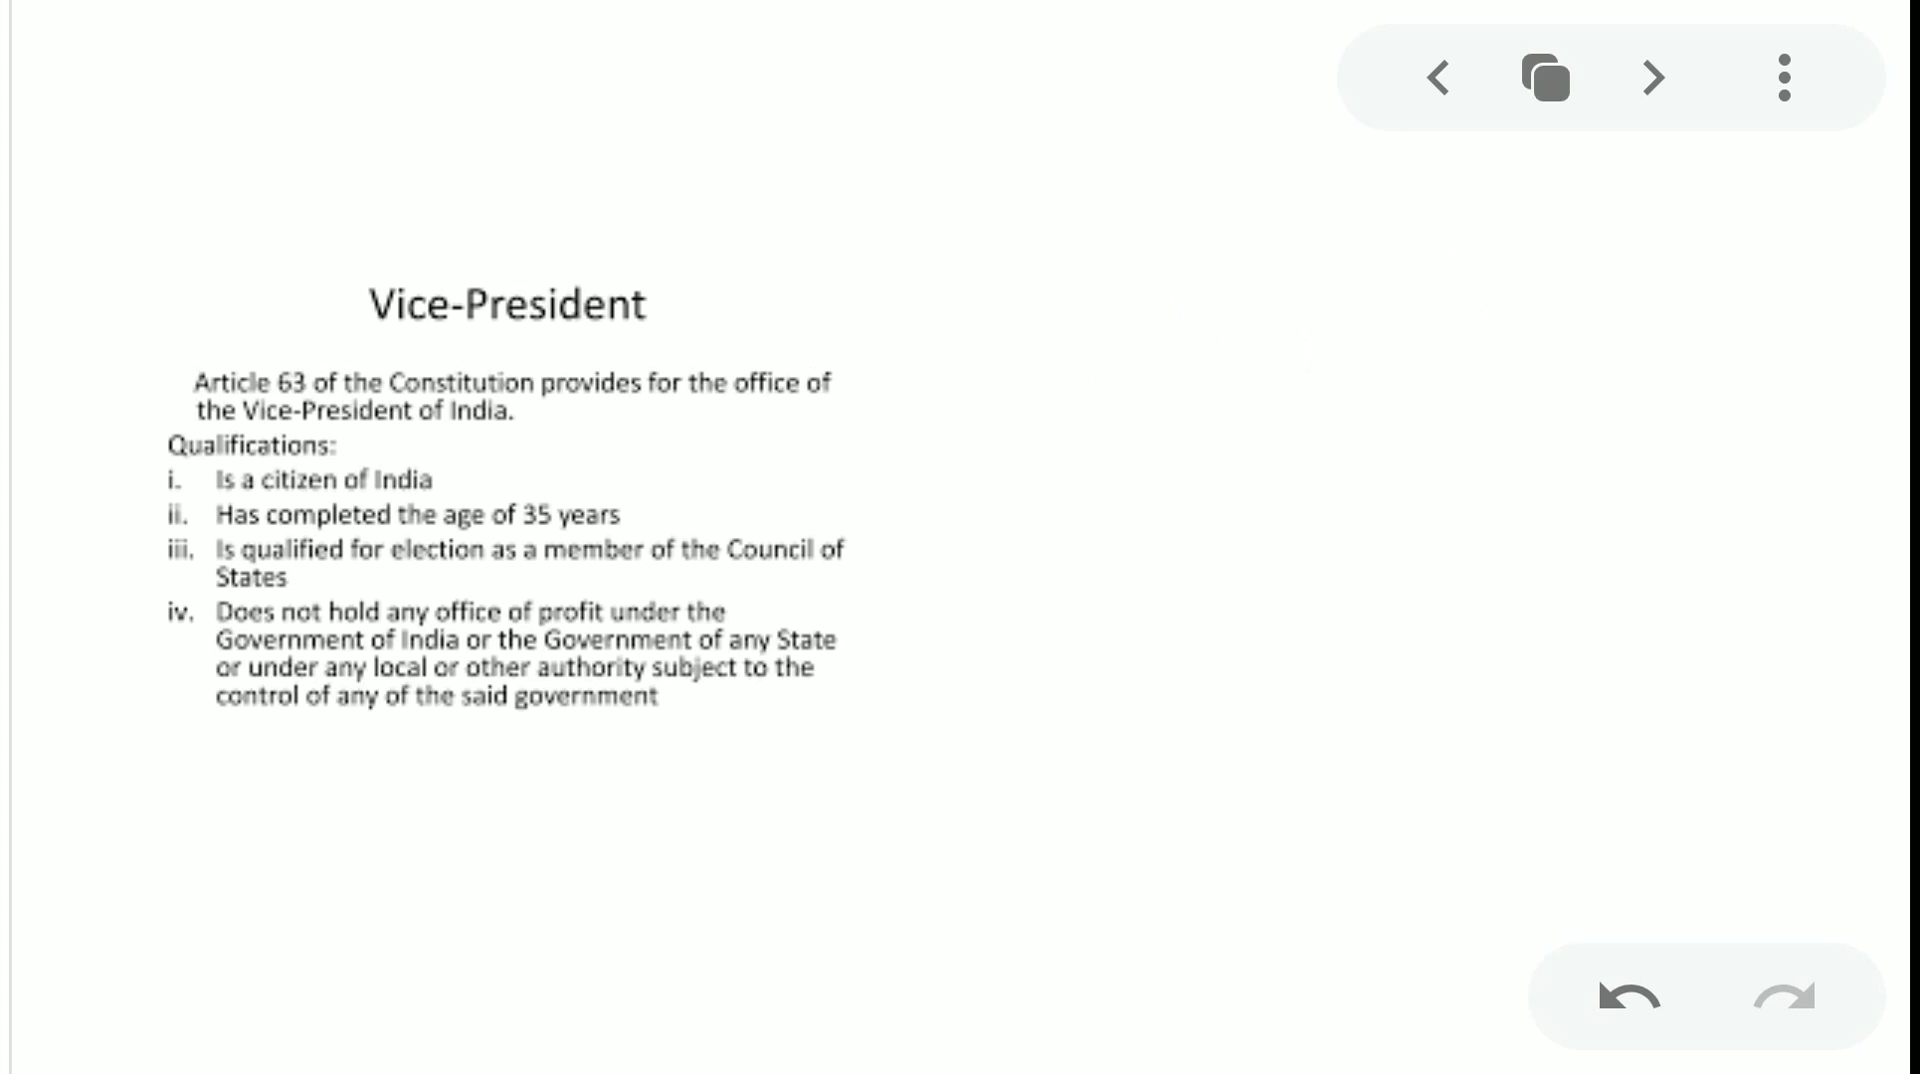 Vice-President
Article 63 of the Constitution provides for the office of
the Vice-President of India.
Qualifications:
i. Is a citizen of India
ii. Has completed the age of 35 years
iii. Is qualified for election as a member of the Council of
States
iv. Does not hold any office of profit under the
Government of India or the Government of any State
or under any local or other authority subject to the
control of any of the said government